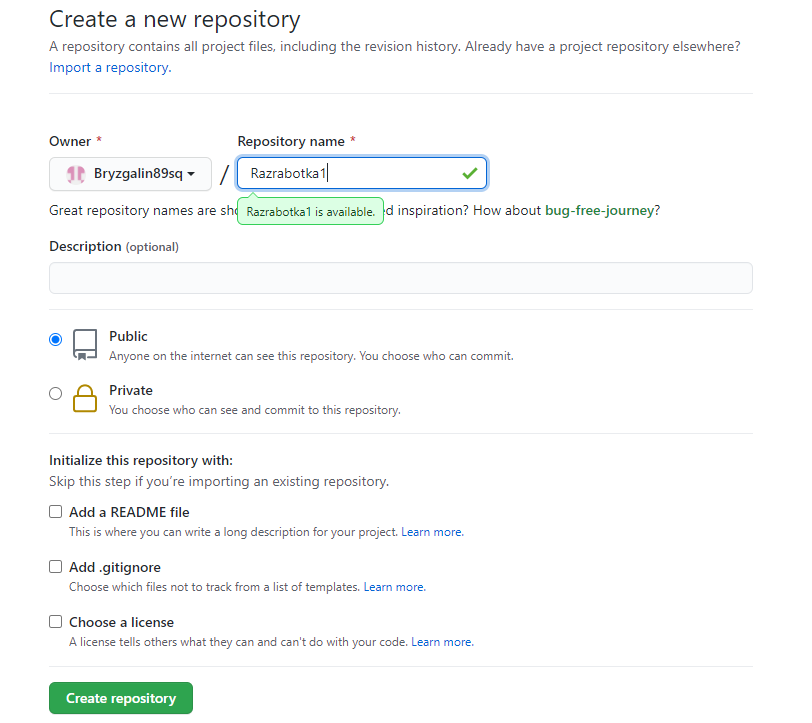 Create a new repository
A repository contains all project files, including the revision history. Already have a project repository elsewhere?
Import a repository.
Owner *
Repository name *
Bryzgalin89sq
/
Razrabotka1
Great repository names are sho
d inspiration? How about bug-free-journey?
Razrabotka1 is available.
Description (optional)
Public
Anyone on the internet can see this repository. You choose who can commit.
Private
You choose who can see and commit to this repository.
Initialize this repository with:
Skip this step if you're importing an existing repository.
Add a README file
This is where you can write a long description for your project. Learn more.
Add .gitignore
Choose which files not to track from a list of templates. Learn more.
Choose a license
A license tells others what they can and can't do with your code. Learn more.
Create repository